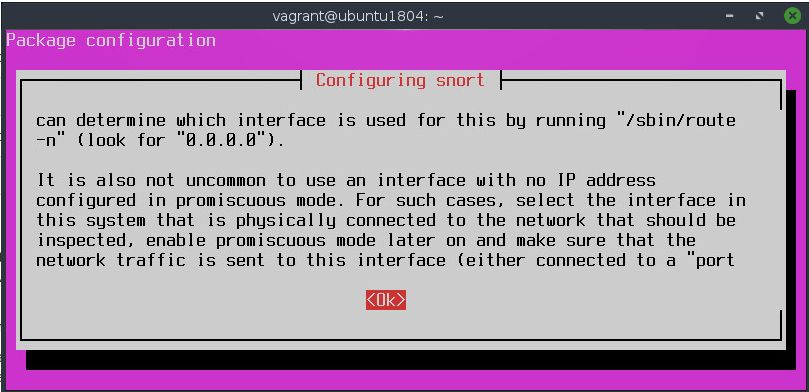 vagrant@ubuntu1804: ~
Package configuration
Configuring snort
can determine which interface is used for this by running "/sbin/route
-n" (look for "0.0.0.0").
It is also not uncommon to use an interface with no IP address
configured in promiscuous mode. For such cases, select the interface in
this system that is physically connected to the network that should be
inspected, enable promiscuous mode later on and make sure that the
network traffic is sent to this interface (either connected to a "port
<Ok>